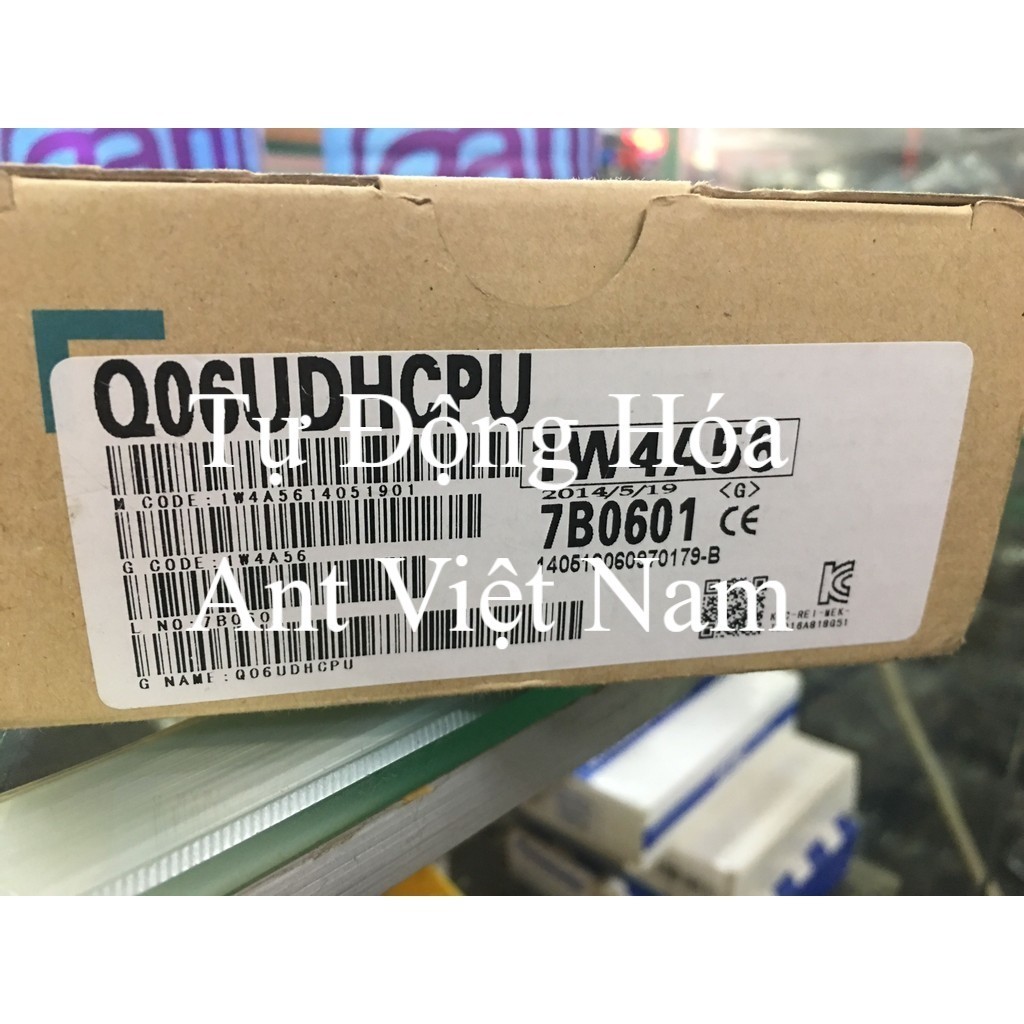 Q06UDHCPU
Tự Động Hóa
1W4A56
M CODE:1W4A5614051901
2014/5/19 <G>
7B0601 CE
G CODE:1W4A56
Ant Việt Nam
L NO.
G NAME:Q06UDHCPU